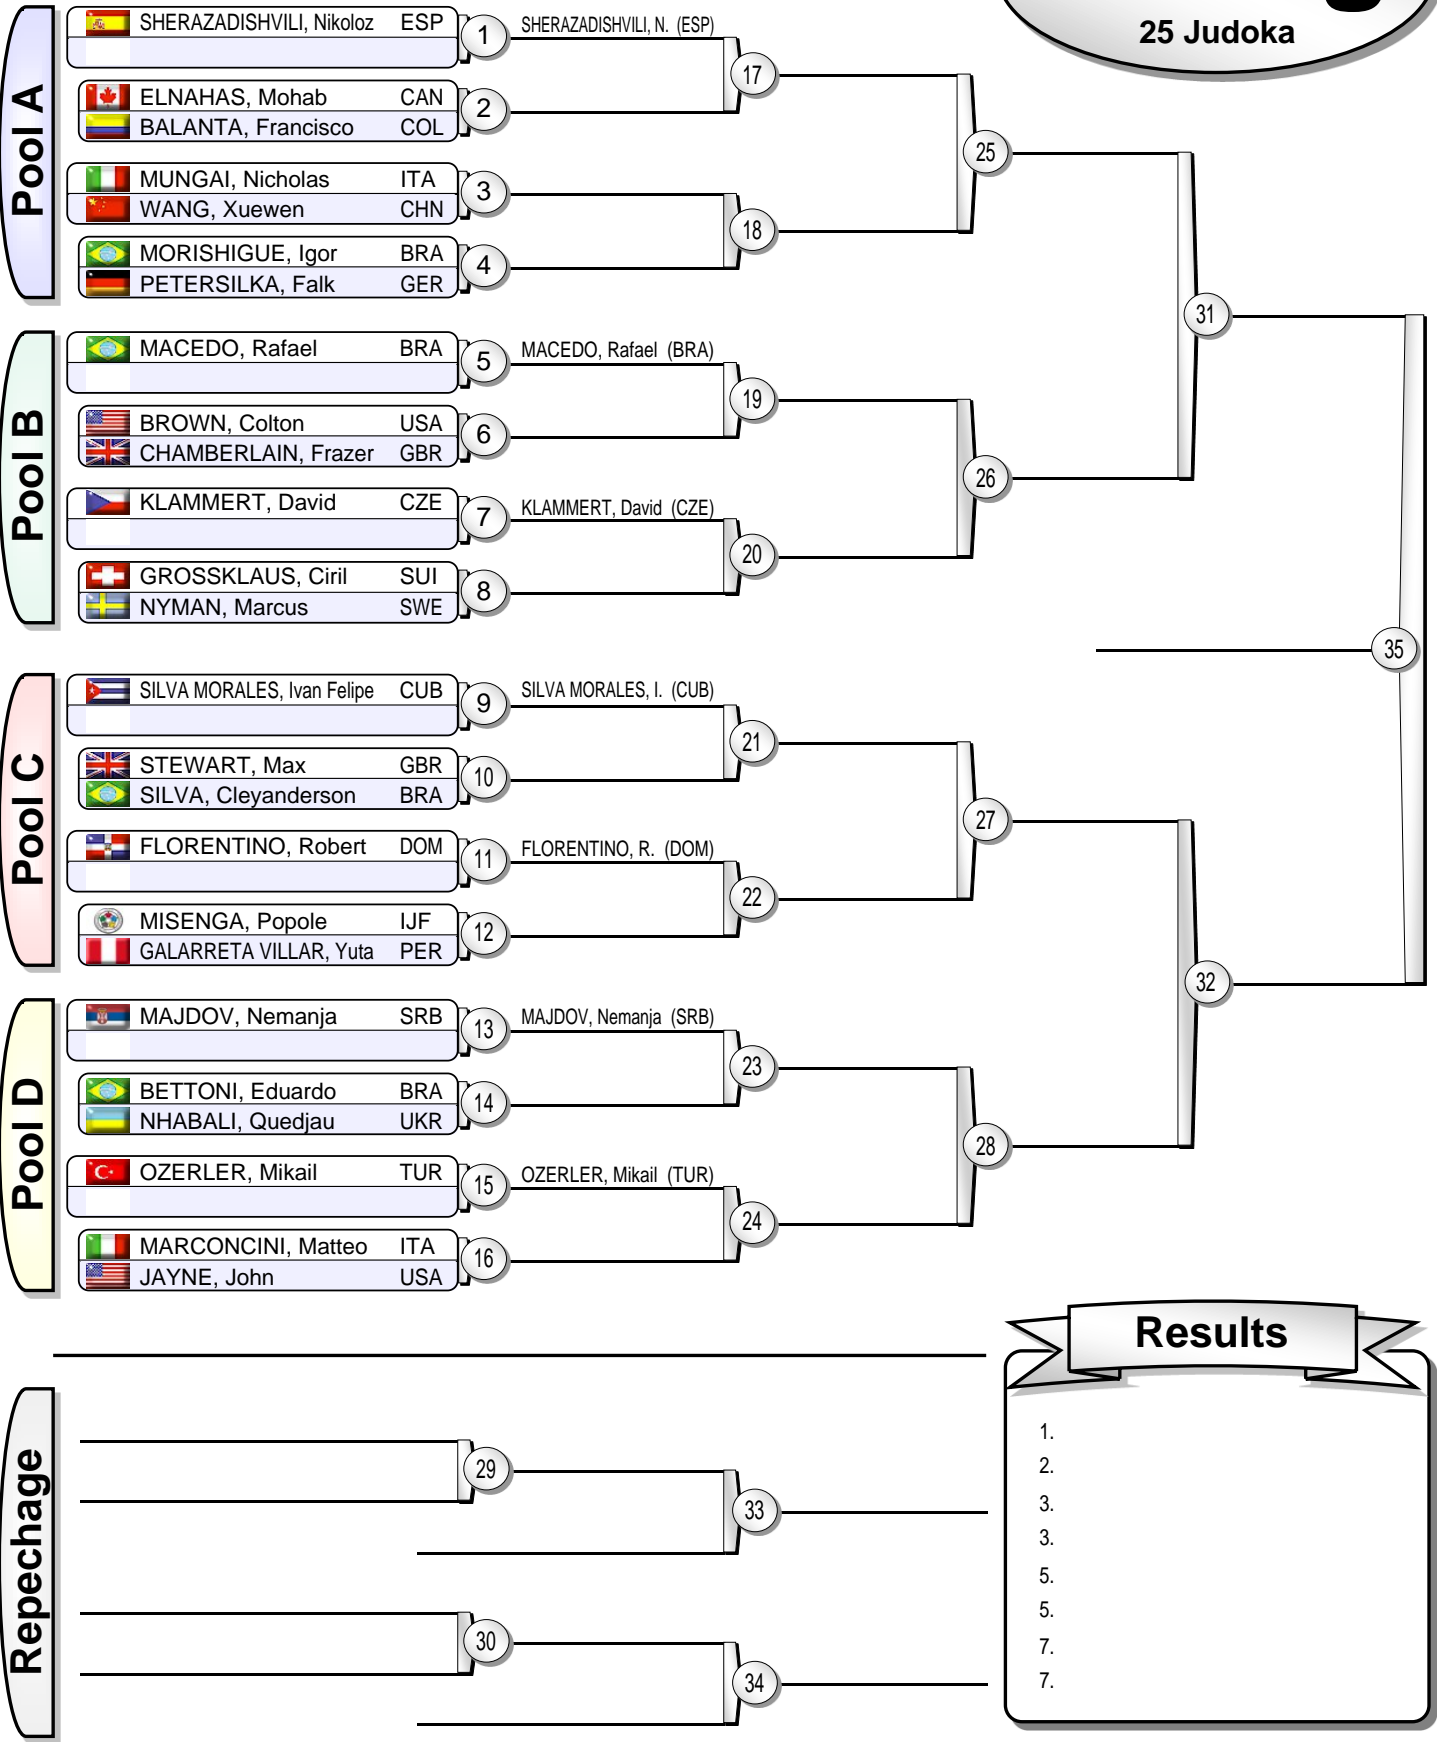 25 Judoka
Pool A
SHERAZADISHVILI, Nikoloz ESP
1
SHERAZADISHVILI, N. (ESP)
17
ELNAHAS, Mohab CAN
BALANTA, Francisco COL
2
25
MUNGAI, Nicholas ITA
WANG, Xuewen CHN
3
18
MORISHIGUE, Igor BRA
PETERSILKA, Falk GER
4
31
Pool B
MACEDO, Rafael BRA
5
MACEDO, Rafael (BRA)
19
BROWN, Colton USA
CHAMBERLAIN, Frazer GBR
6
26
KLAMMERT, David CZE
7
KLAMMERT, David (CZE)
20
GROSSKLAUS, Ciril SUI
NYMAN, Marcus SWE
8
35
Pool C
SILVA MORALES, Ivan Felipe CUB
9
SILVA MORALES, I. (CUB)
21
STEWART, Max GBR
SILVA, Cleyanderson BRA
10
27
FLORENTINO, Robert DOM
11
FLORENTINO, R. (DOM)
22
MISENGA, Popole IJF
GALARRETA VILLAR, Yuta PER
12
32
Pool D
MAJDOV, Nemanja SRB
13
MAJDOV, Nemanja (SRB)
23
BETTONI, Eduardo BRA
NHABALI, Quedjau UKR
14
28
OZERLER, Mikail TUR
15
OZERLER, Mikail (TUR)
24
MARCONCINI, Matteo ITA
JAYNE, John USA
16
Repechage
29
33
30
34
Results
1.
2.
3.
3.
5.
5.
7.
7.